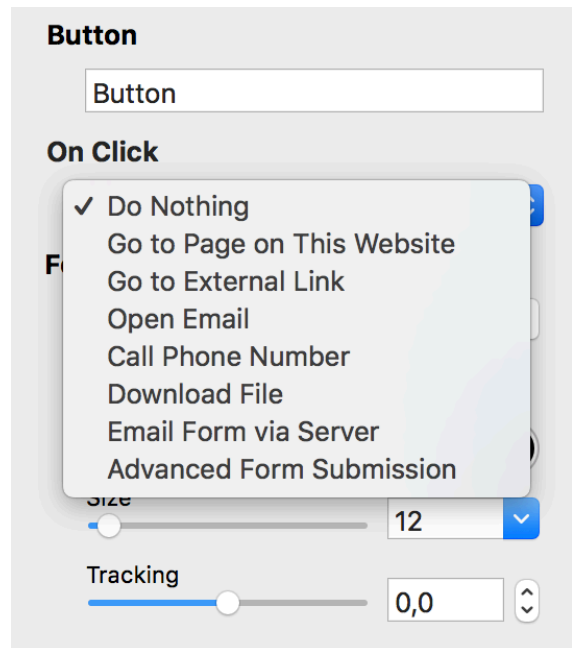 Button
Button
On Click
✓ Do Nothing
Go to Page on This Website
Go to External Link
Open Email
Call Phone Number
Download File
Email Form via Server
Advanced Form Submission
Size
12
Tracking
0,0